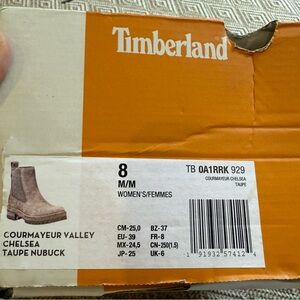 Timberland
8
M/M
WOMEN'S/FEMMES
TB 0A1RRK 929
COURMAYEUR CHELSEA
TAUPE
COURMAYEUR VALLEY
CHELSEA
TAUPE NUBUCK
CM-25,0 BZ-37
EU-39 FR-8
MX-24,5 CN-250(1.5)
JP-25 UK-6
1 91932 57412 4